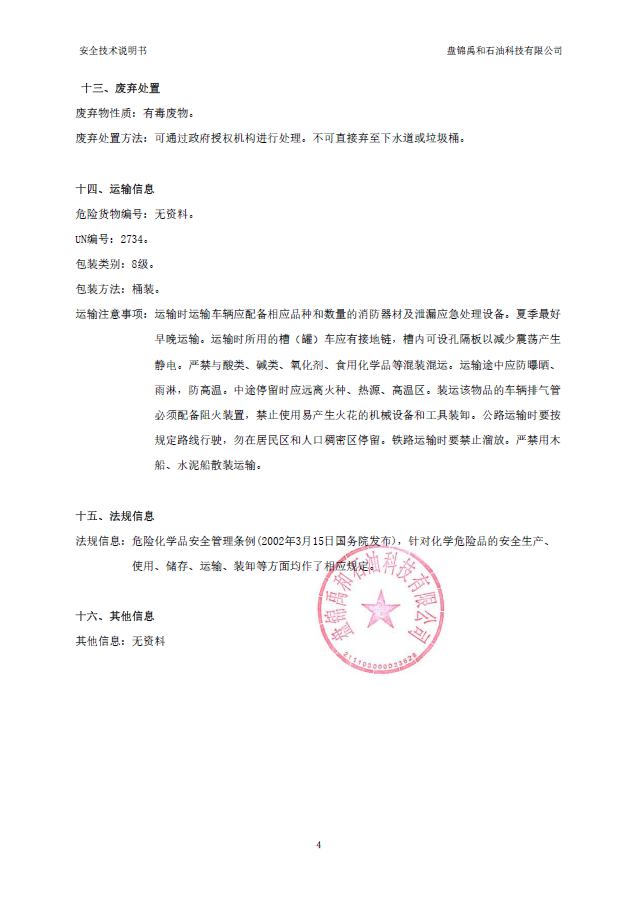 安全技术说明书 盘锦禹和石油科技有限公司
十三、废弃处置
废弃物性质：有毒废物。
废弃处置方法：可通过政府授权机构进行处理。不可直接弃至下水道或垃圾桶。
十四、运输信息
危险货物编号：无资料。
UN编号：2734。
包装类别：8级。
包装方法：桶装。
运输注意事项：运输时运输车辆应配备相应品种和数量的消防器材及泄漏应急处理设备。夏季最好
早晚运输。运输时所用的槽（罐）车应有接地链，槽内可设孔隔板以减少震荡产生
静电。严禁与酸类、碱类、氧化剂、食用化学品等混装混运。运输途中应防曝晒、
雨淋，防高温。中途停留时应远离火种、热源、高温区。装运该物品的车辆排气管
必须配备阻火装置，禁止使用易产生火花的机械设备和工具装卸。公路运输时要按
规定路线行驶，勿在居民区和人口稠密区停留。铁路运输时要禁止溜放。严禁用木
船、水泥船散装运输。
十五、法规信息
法规信息：危险化学品安全管理条例(2002年3月15日国务院发布)，针对化学危险品的安全生产、
使用、储存、运输、装卸等方面均作了相应规定。
盘锦禹和石油科技有限公司
十六、其他信息
其他信息：无资料
4